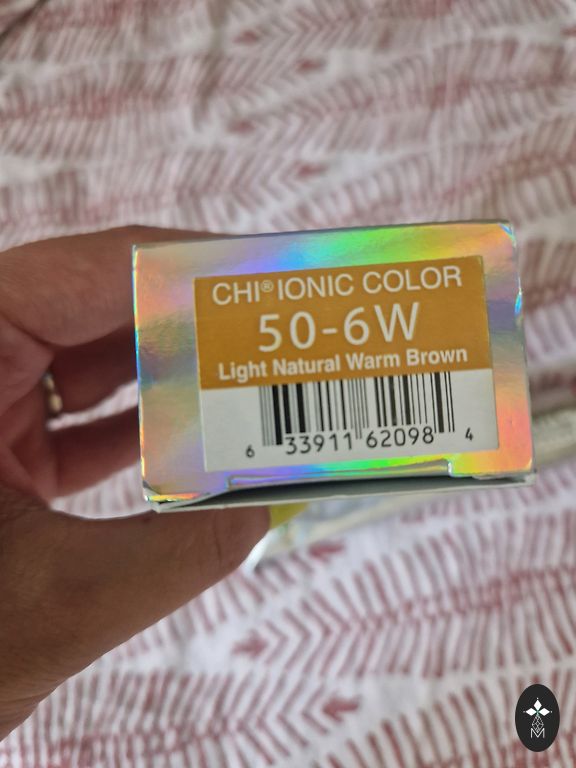 CHI® IONIC COLOR
50-6W
Light Natural Warm Brown
6 33911 62098 4
M